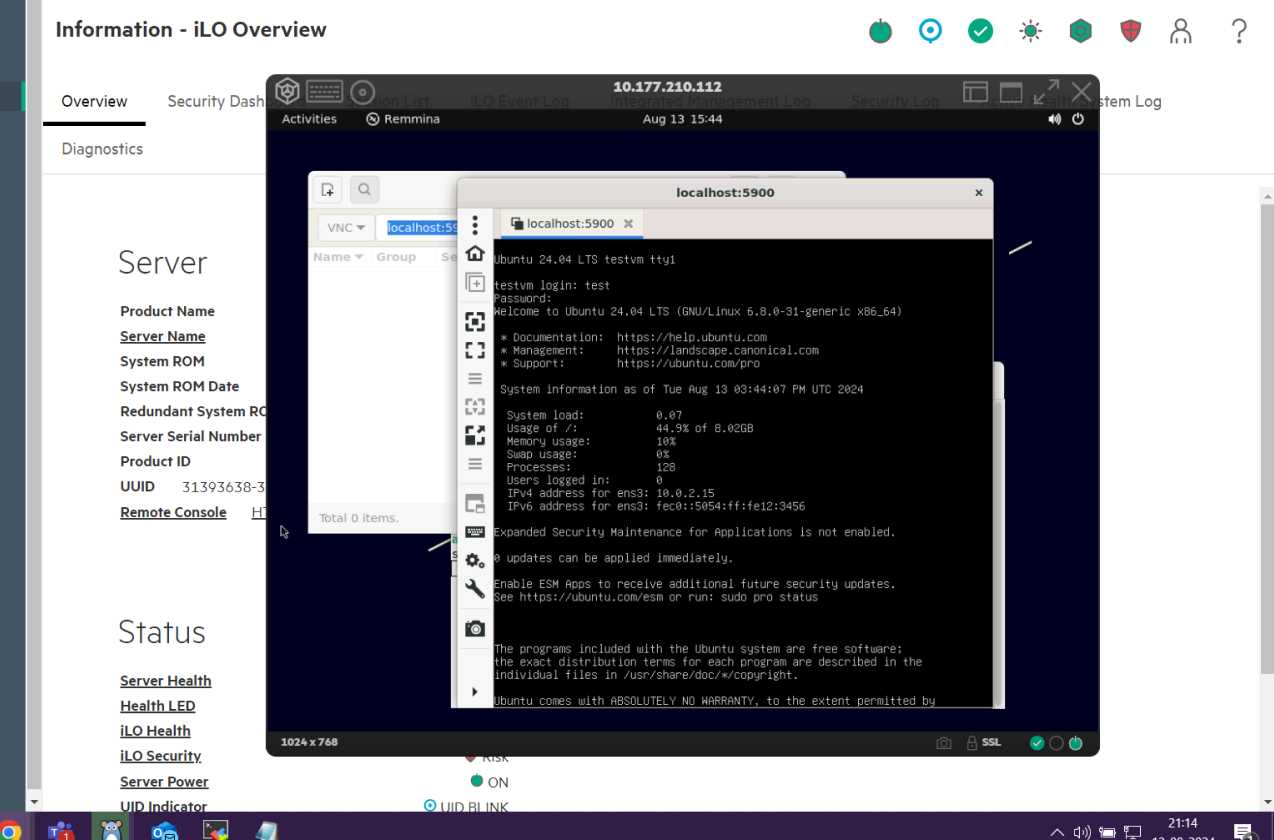 Information - iLO Overview
10.177.210.112
Overview
Security Dash
sion List
iLO Event Log
Integrated Management Log
Security Log
Active Health System Log
Activities
Remmina
Aug 13 15:44
Diagnostics
localhost:5900
VNC
localhost:59
localhost:5900
Name
Group
Se
Ubuntu 24.04 LTS testvm tty1
testvm login: test
Password:
Welcome to Ubuntu 24.04 LTS (GNU/Linux 6.8.0-31-generic x86_64)
* Documentation: https://help.ubuntu.com
* Management: https://landscape.canonical.com
* Support: https://ubuntu.com/pro
System information as of Tue Aug 13 03:44:07 PM UTC 2024
System load: 0.07
Usage of /: 44.9% of 8.02GB
Memory usage: 10%
Swap usage: 0%
Processes: 128
Users logged in: 0
IPv4 address for ens3: 10.0.2.15
IPv6 address for ens3: fec0::5054:ff:fe12:3456
Expanded Security Maintenance for Applications is not enabled.
0 updates can be applied immediately.
Enable ESM Apps to receive additional future security updates.
See https://ubuntu.com/esm or run: sudo pro status
The programs included with the Ubuntu system are free software;
the exact distribution terms for each program are described in the
individual files in /usr/share/doc/*/copyright.
Ubuntu comes with ABSOLUTELY NO WARRANTY, to the extent permitted by
Total 0 items.
Server
Product Name
Server Name
System ROM
System ROM Date
Redundant System RO
Server Serial Number
Product ID
UUID 31393638-3
Remote Console HT
Status
Server Health
Health LED
iLO Health
iLO Security
Risk
Server Power
ON
UID Indicator
UID BLINK
1024 x 768
SSL
1
21:14